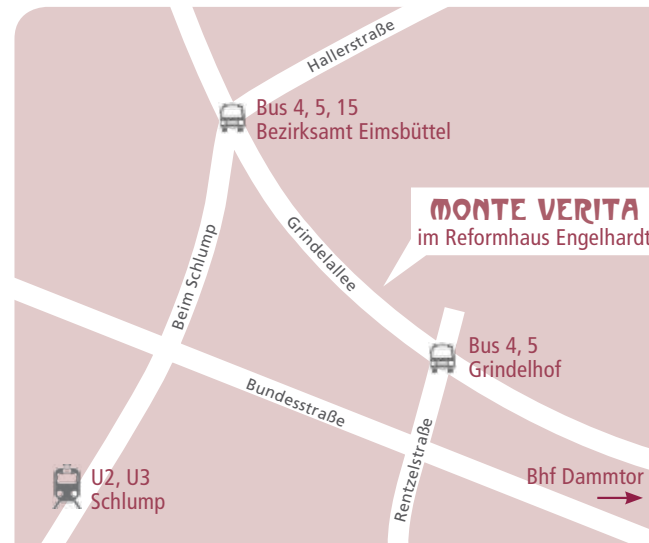 Hallerstraße
Bus 4, 5, 15
Bezirksamt Eimsbüttel
MONTE VERITA
im Reformhaus Engelhardt
Grindelallee
Beim Schlump
Bus 4, 5
Grindelhof
Bundesstraße
Rentzelstraße
U2, U3
Schlump
Bhf Dammtor